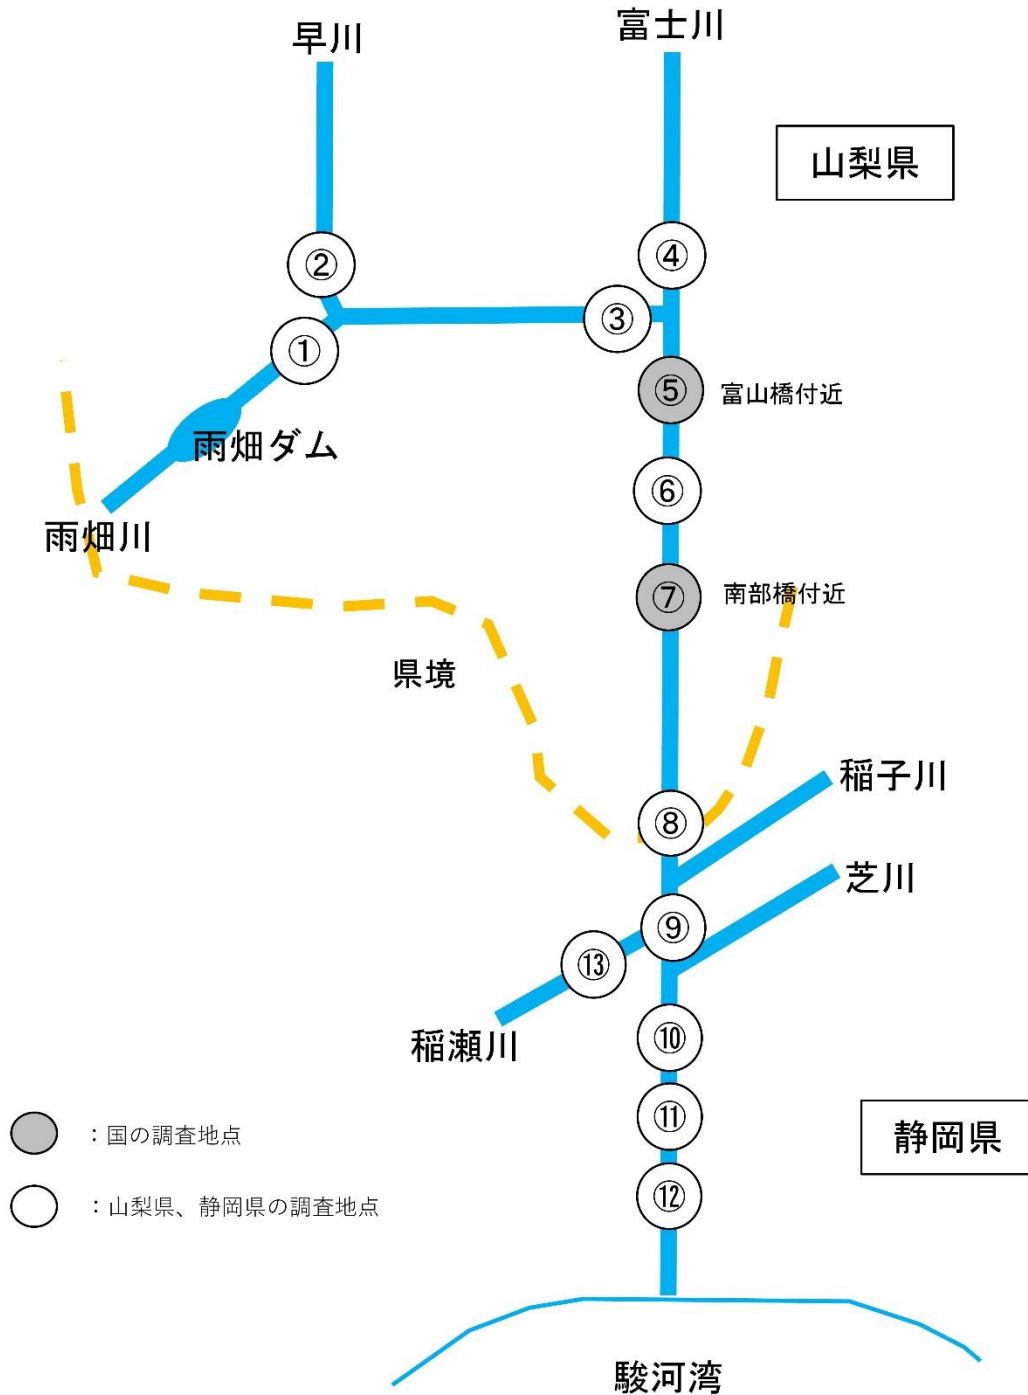 早川
富士川
山梨県
②
④
③
①
⑤
富山橋付近
雨畑ダム
⑥
雨畑川
⑦
南部橋付近
県境
稲子川
⑧
芝川
⑨
⑬
稲瀬川
⑩
⑪
静岡県
：国の調査地点
⑫
：山梨県、静岡県の調査地点
駿河湾